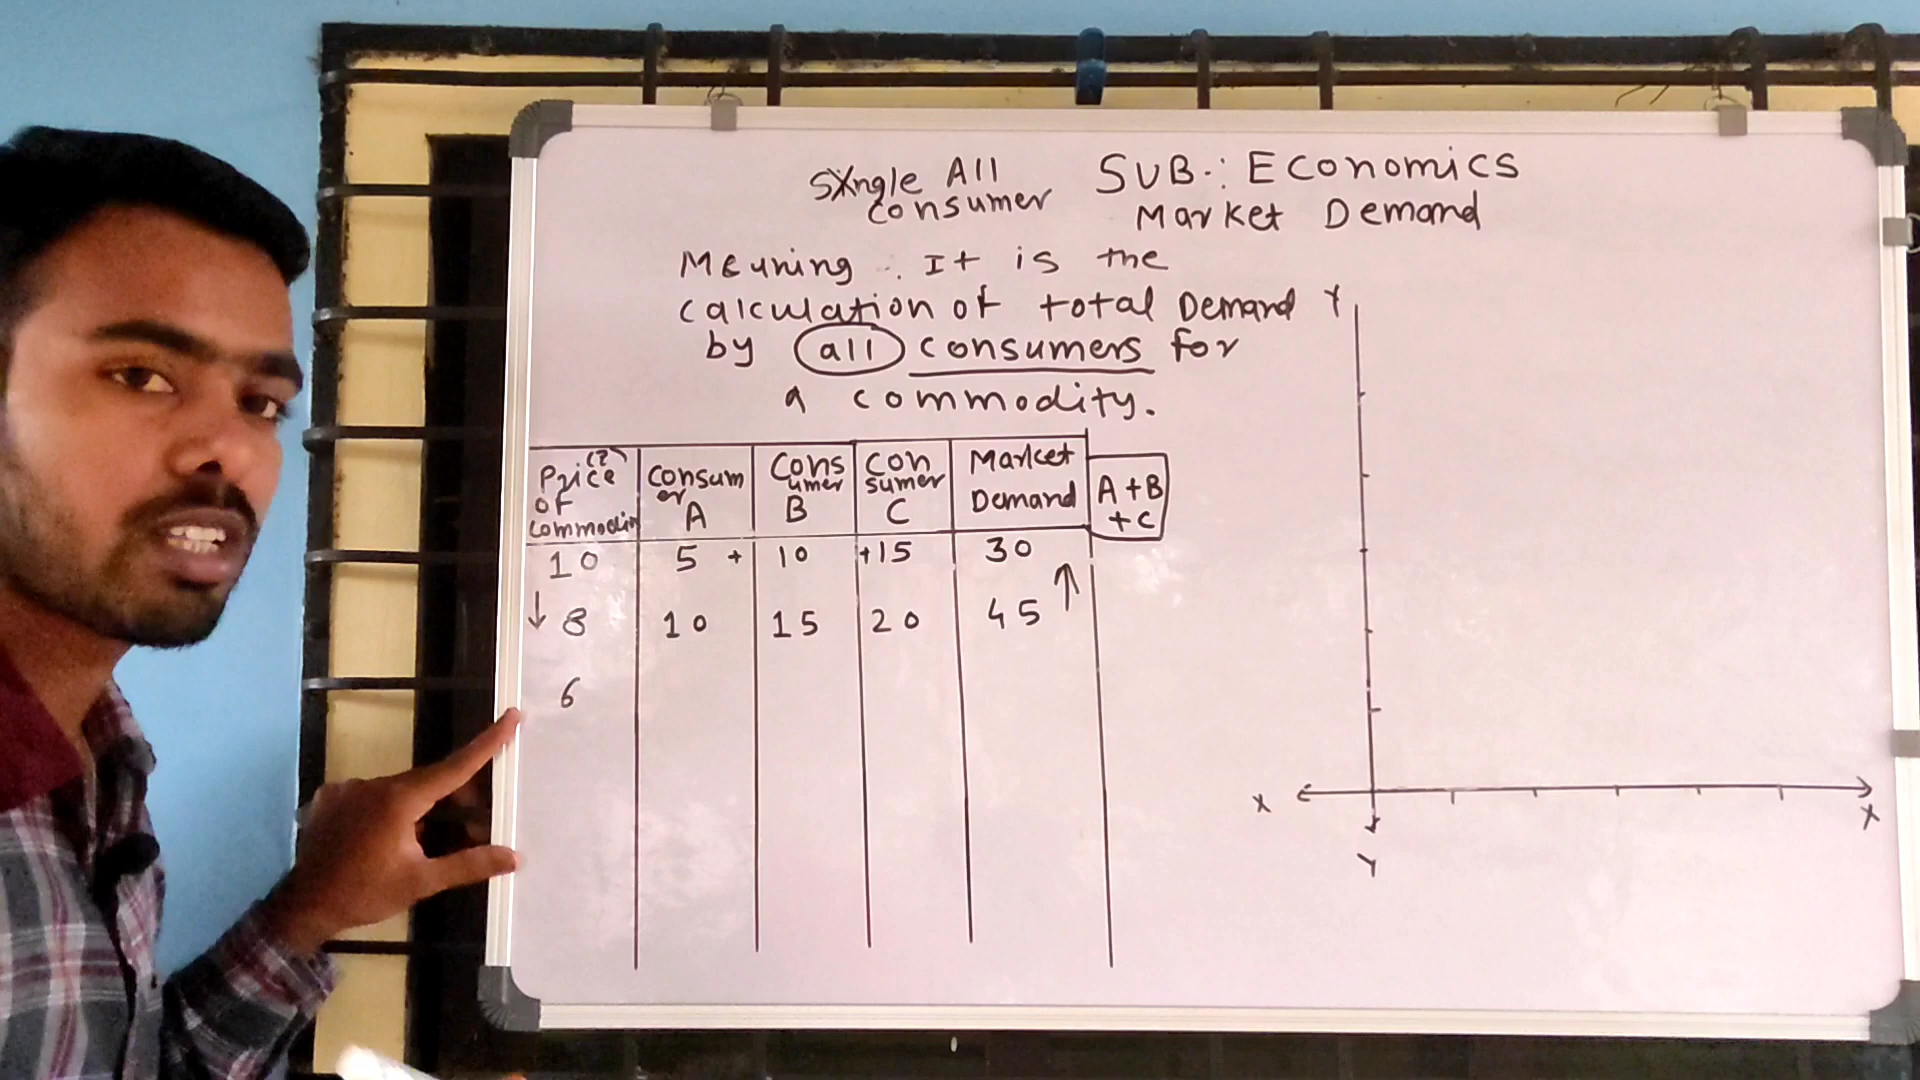 SXngle All
consumer
SUB.: Economics
Market Demand
Meaning : It is the
calculation of total Demand
by all consumers for
a commodity.
Price (₹) of commodity | Consumer A | Consumer B | Consumer C | Market Demand | A+B+C
10 | 5 + | 10 | +15 | 30
↓ 8 | 10 | 15 | 20 | 45 ↑
6
Y
X X
Y